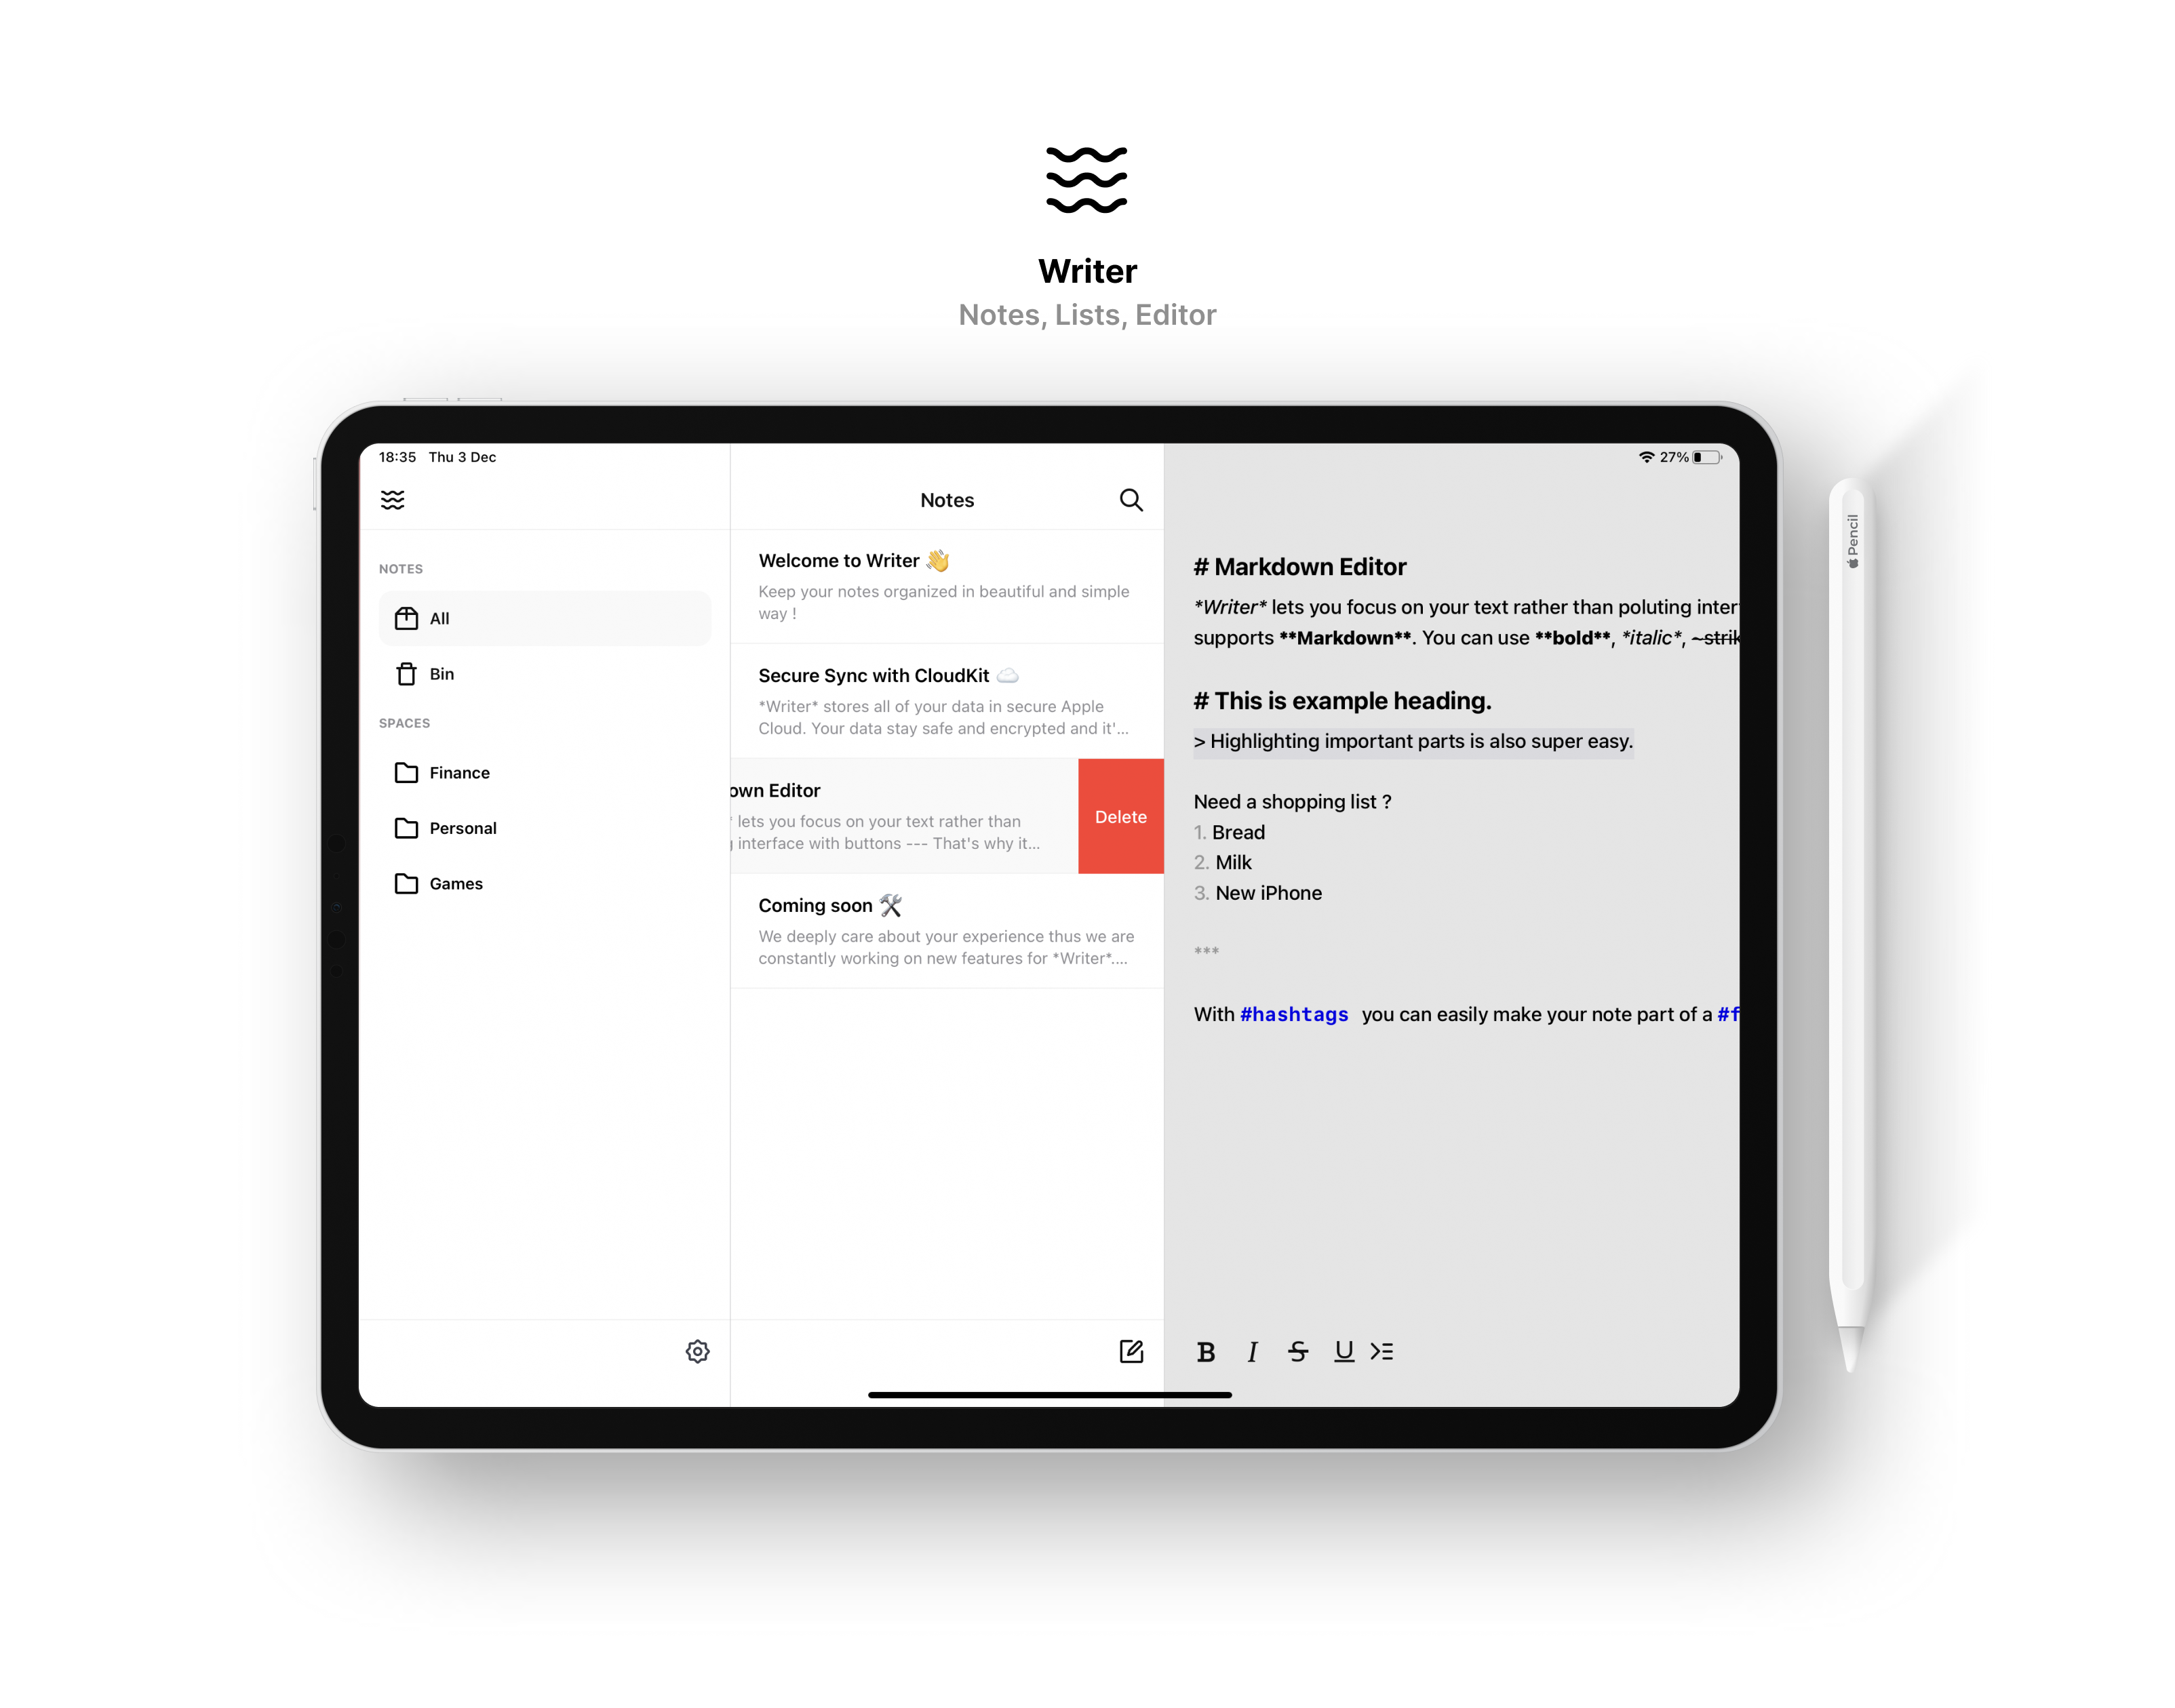 Writer
Notes, Lists, Editor
18:35 Thu 3 Dec
NOTES
All
Bin
SPACES
Finance
Personal
Games
Notes
Welcome to Writer 👋
Keep your notes organized in beautiful and simple
way !
Secure Sync with CloudKit ☁️
*Writer* stores all of your data in secure Apple
Cloud. Your data stay safe and encrypted and it'...
own Editor
* lets you focus on your text rather than
g interface with buttons --- That's why it...
Delete
Coming soon 🛠
We deeply care about your experience thus we are
constantly working on new features for *Writer*....
27%
# Markdown Editor
*Writer* lets you focus on your text rather than poluting inter
supports **Markdown**. You can use **bold**, *italic*, ~strik
# This is example heading.
> Highlighting important parts is also super easy.
Need a shopping list ?
1. Bread
2. Milk
3. New iPhone
***
With #hashtags you can easily make your note part of a #f
B I S U
Pencil